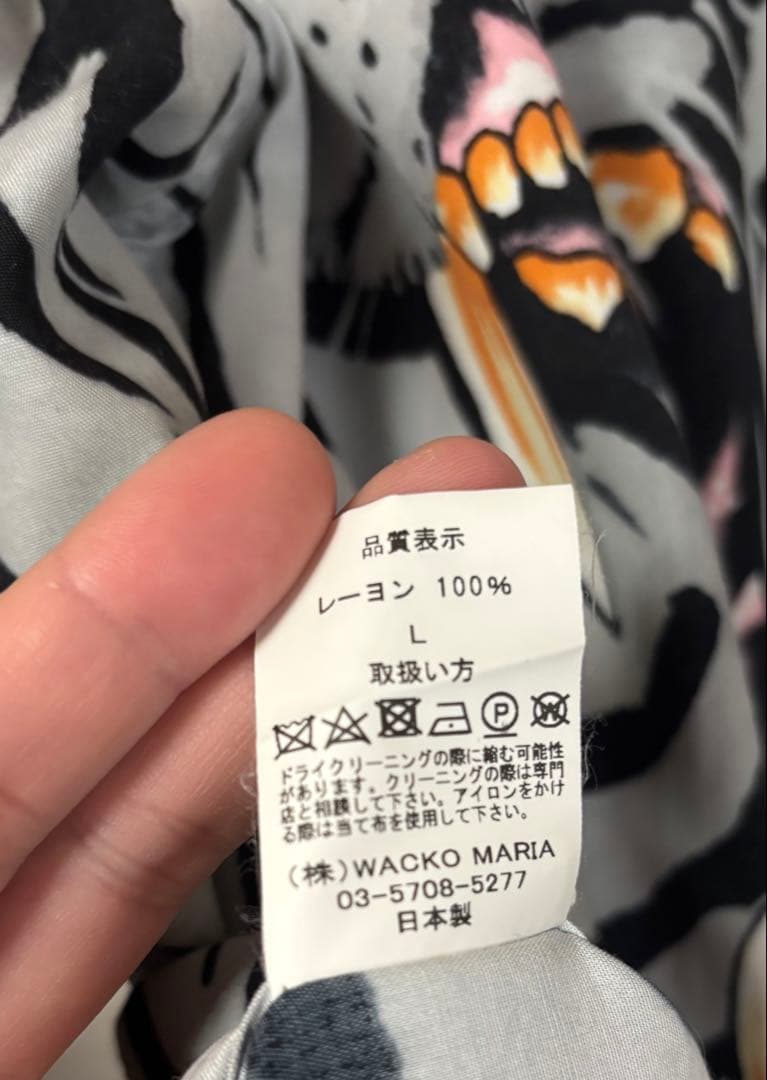 品質表示
レーヨン 100%
L
取扱い方
P W
ドライクリーニングの際に縮む可能性
があります。クリーニングの際は専門
店と相談して下さい。アイロンをかけ
る際は当て布を使用して下さい。
(株)WACKO MARIA
03-5708-5277
日本製